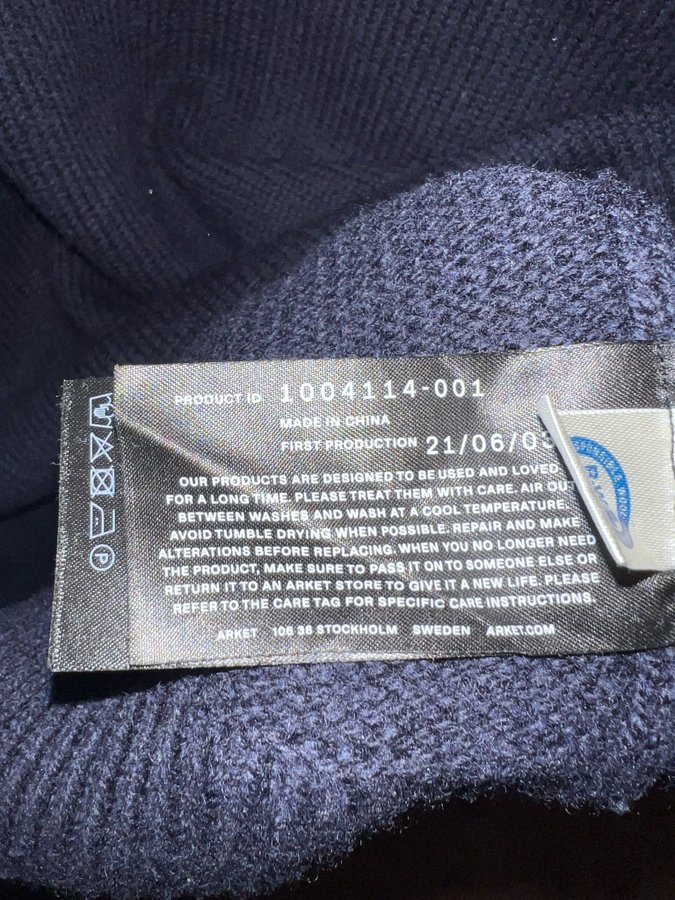 PRODUCT ID 1004114-001
MADE IN CHINA
FIRST PRODUCTION 21/06/03
OUR PRODUCTS ARE DESIGNED TO BE USED AND LOVED
FOR A LONG TIME. PLEASE TREAT THEM WITH CARE. AIR OUT
BETWEEN WASHES AND WASH AT A COOL TEMPERATURE.
AVOID TUMBLE DRYING WHEN POSSIBLE. REPAIR AND MAKE
ALTERATIONS BEFORE REPLACING. WHEN YOU NO LONGER NEED
THE PRODUCT, MAKE SURE TO PASS IT ON TO SOMEONE ELSE OR
RETURN IT TO AN ARKET STORE TO GIVE IT A NEW LIFE. PLEASE
REFER TO THE CARE TAG FOR SPECIFIC CARE INSTRUCTIONS.
ARKET 106 38 STOCKHOLM SWEDEN ARKET.COM
P